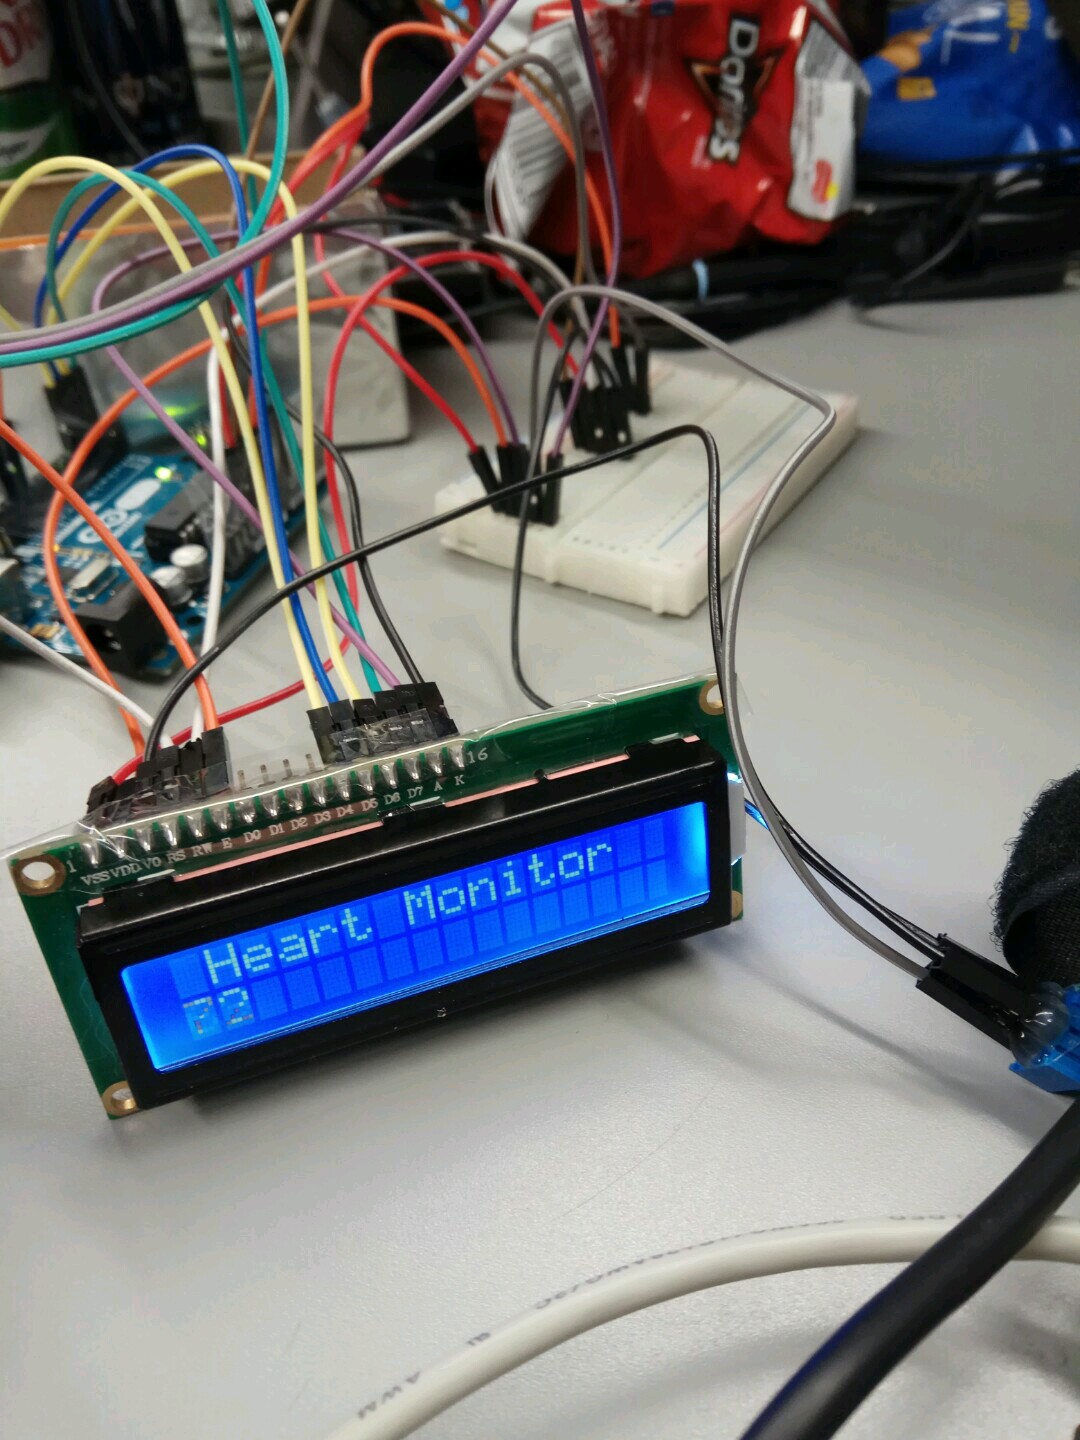 Doritos
1 16
VSS VDD V0 RS RW E D0 D1 D2 D3 D4 D5 D6 D7 A K
Heart Monitor
72
AWM